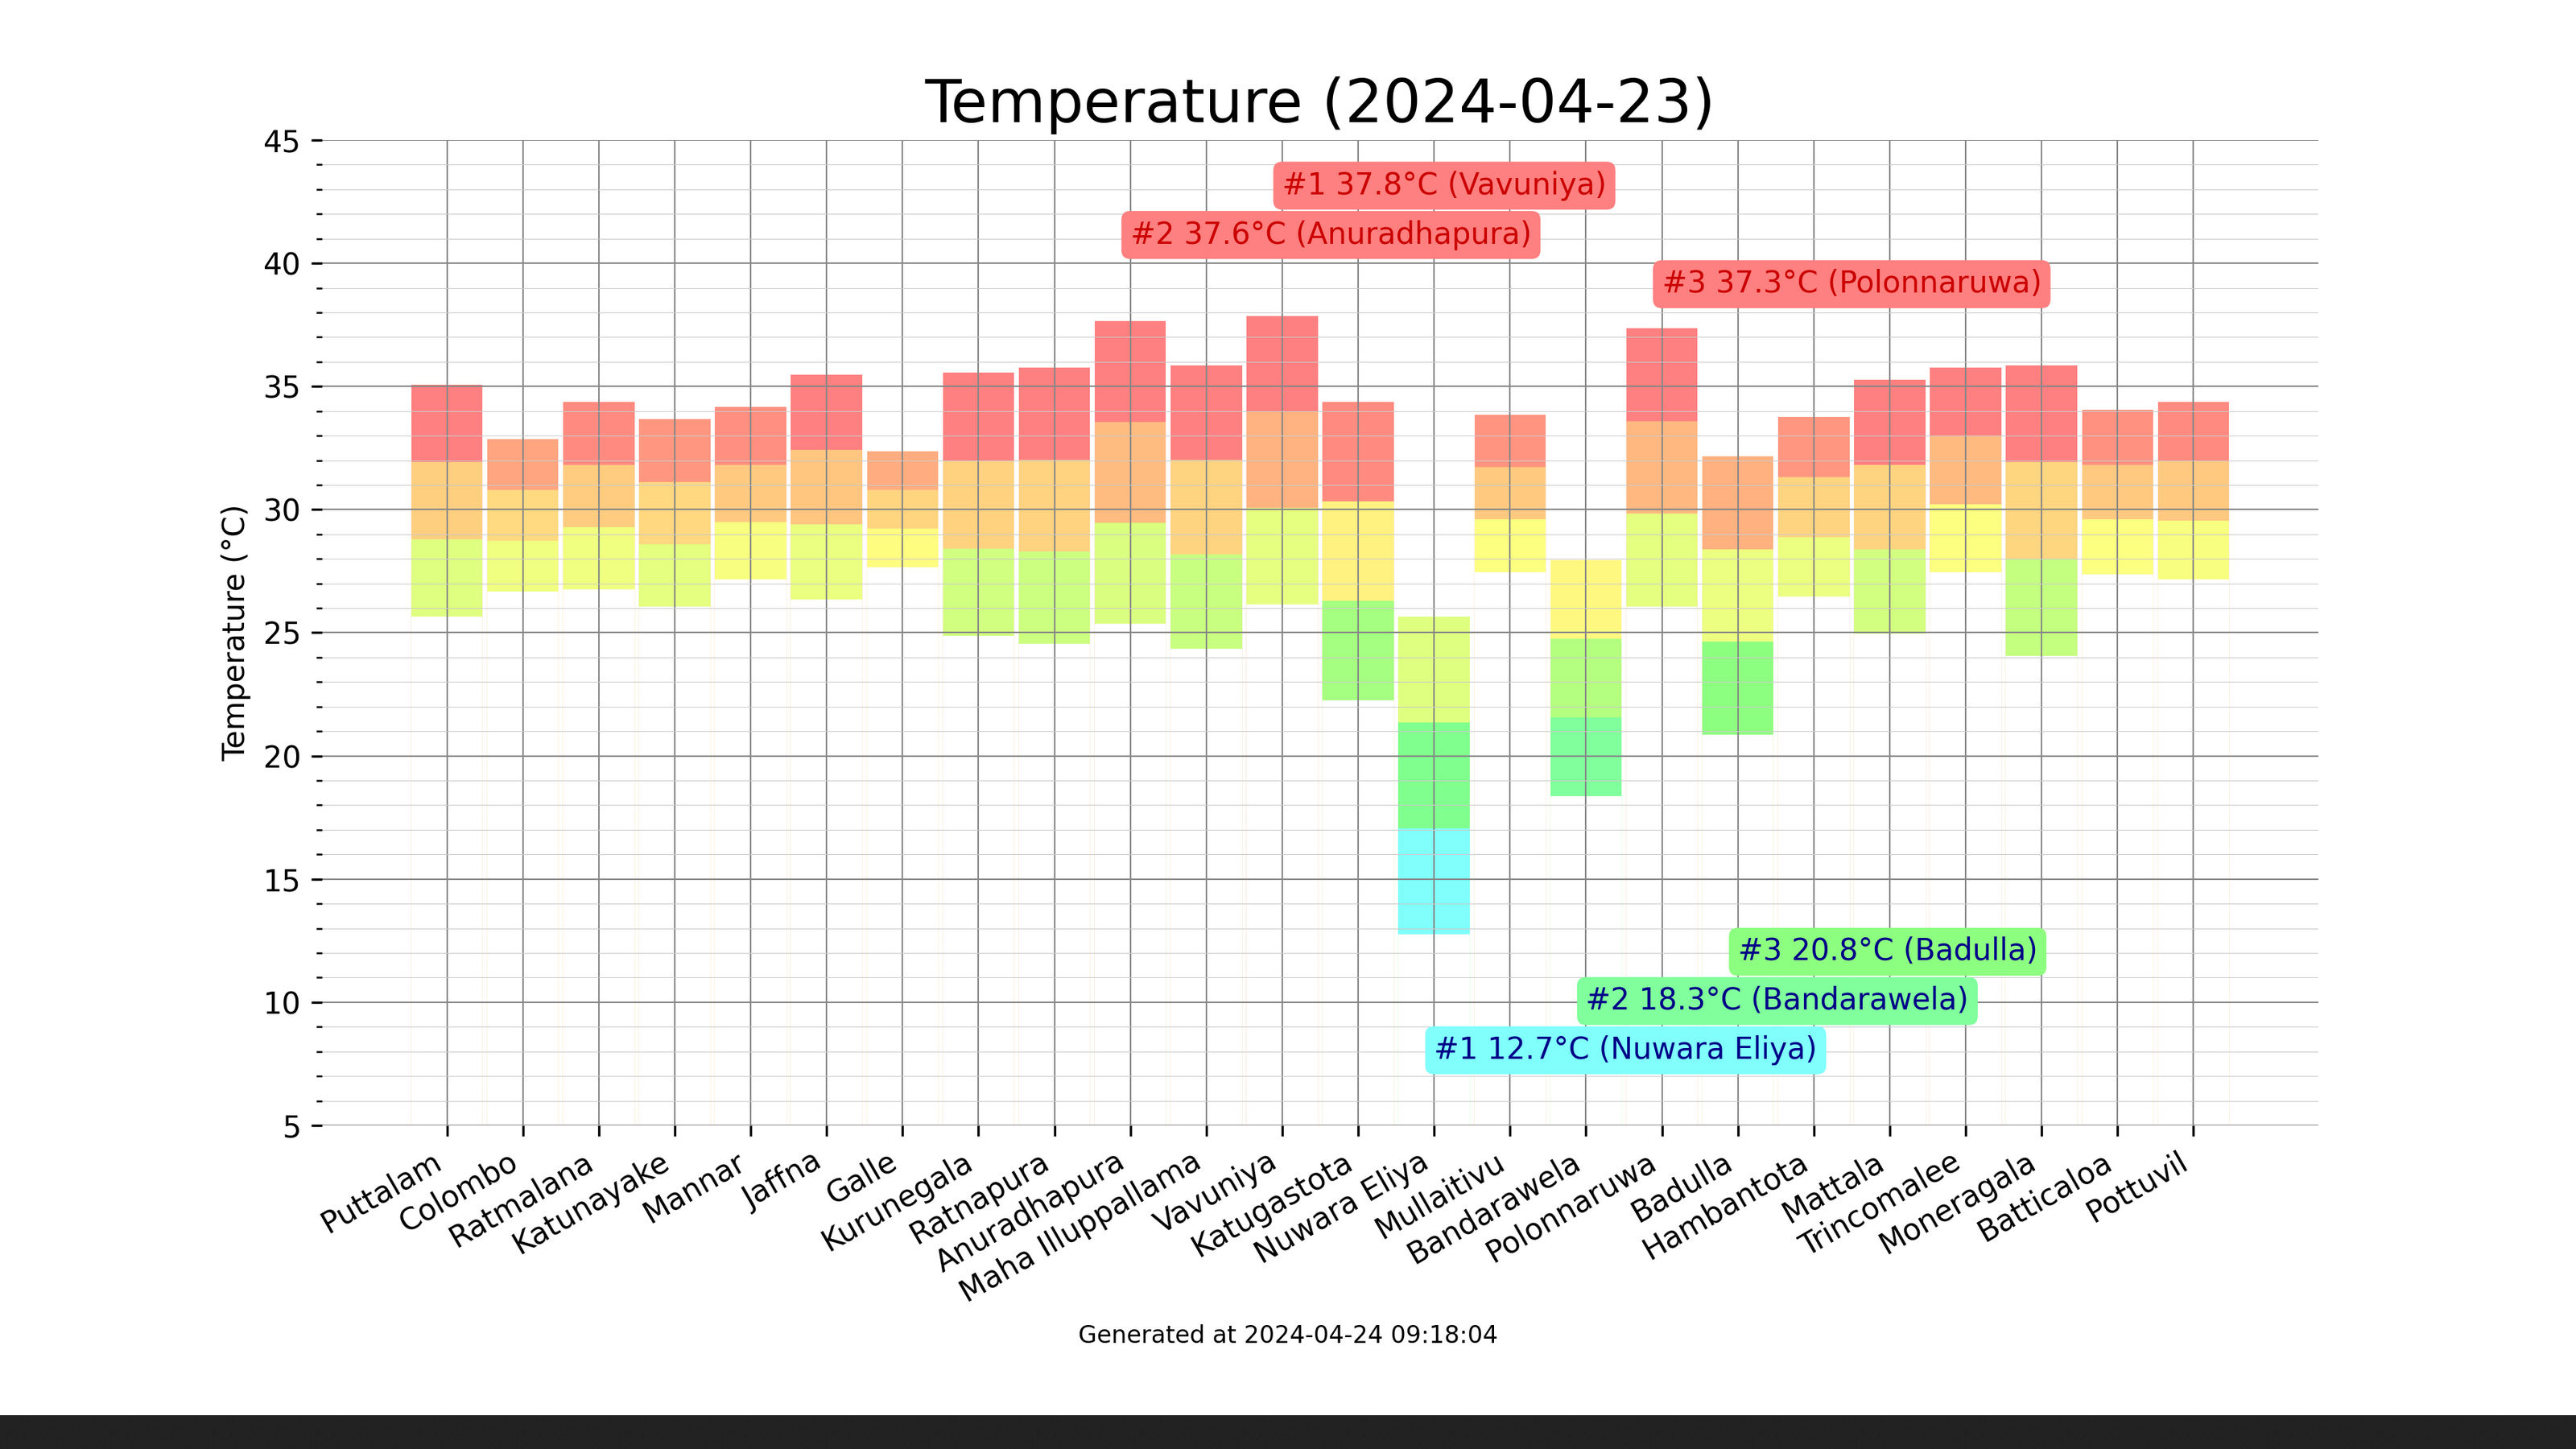 Temperature (2024-04-23)
45
40
35
30
25
20
15
10
5
Temperature (°C)
#1 37.8°C (Vavuniya)
#2 37.6°C (Anuradhapura)
#3 37.3°C (Polonnaruwa)
#3 20.8°C (Badulla)
#2 18.3°C (Bandarawela)
#1 12.7°C (Nuwara Eliya)
Puttalam
Colombo
Ratmalana
Katunayake
Mannar
Jaffna
Galle
Kurunegala
Ratnapura
Anuradhapura
Maha Illuppallama
Vavuniya
Katugastota
Nuwara Eliya
Mullaitivu
Bandarawela
Polonnaruwa
Badulla
Hambantota
Mattala
Trincomalee
Moneragala
Batticaloa
Pottuvil
Generated at 2024-04-24 09:18:04